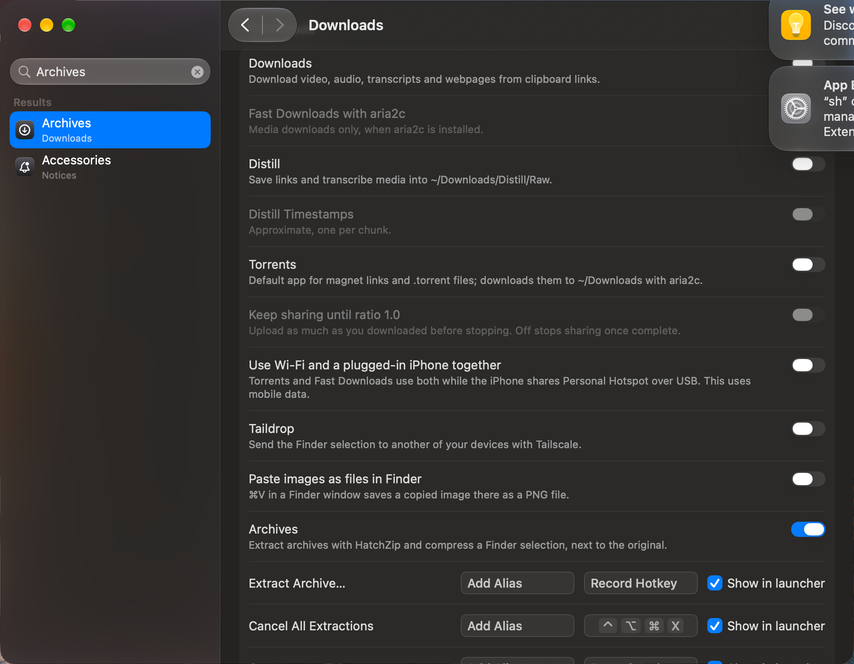 Downloads
See w
Disco
comm
App E
"sh" c
mana
Exten
Archives
Results
Archives
Downloads
Accessories
Notices
Downloads
Download video, audio, transcripts and webpages from clipboard links.
Fast Downloads with aria2c
Media downloads only, when aria2c is installed.
Distill
Save links and transcribe media into ~/Downloads/Distill/Raw.
Distill Timestamps
Approximate, one per chunk.
Torrents
Default app for magnet links and .torrent files; downloads them to ~/Downloads with aria2c.
Keep sharing until ratio 1.0
Upload as much as you downloaded before stopping. Off stops sharing once complete.
Use Wi-Fi and a plugged-in iPhone together
Torrents and Fast Downloads use both while the iPhone shares Personal Hotspot over USB. This uses
mobile data.
Taildrop
Send the Finder selection to another of your devices with Tailscale.
Paste images as files in Finder
⌘V in a Finder window saves a copied image there as a PNG file.
Archives
Extract archives with HatchZip and compress a Finder selection, next to the original.
Extract Archive... Add Alias Record Hotkey Show in launcher
Cancel All Extractions Add Alias ⌃ ⌥ ⌘ X Show in launcher